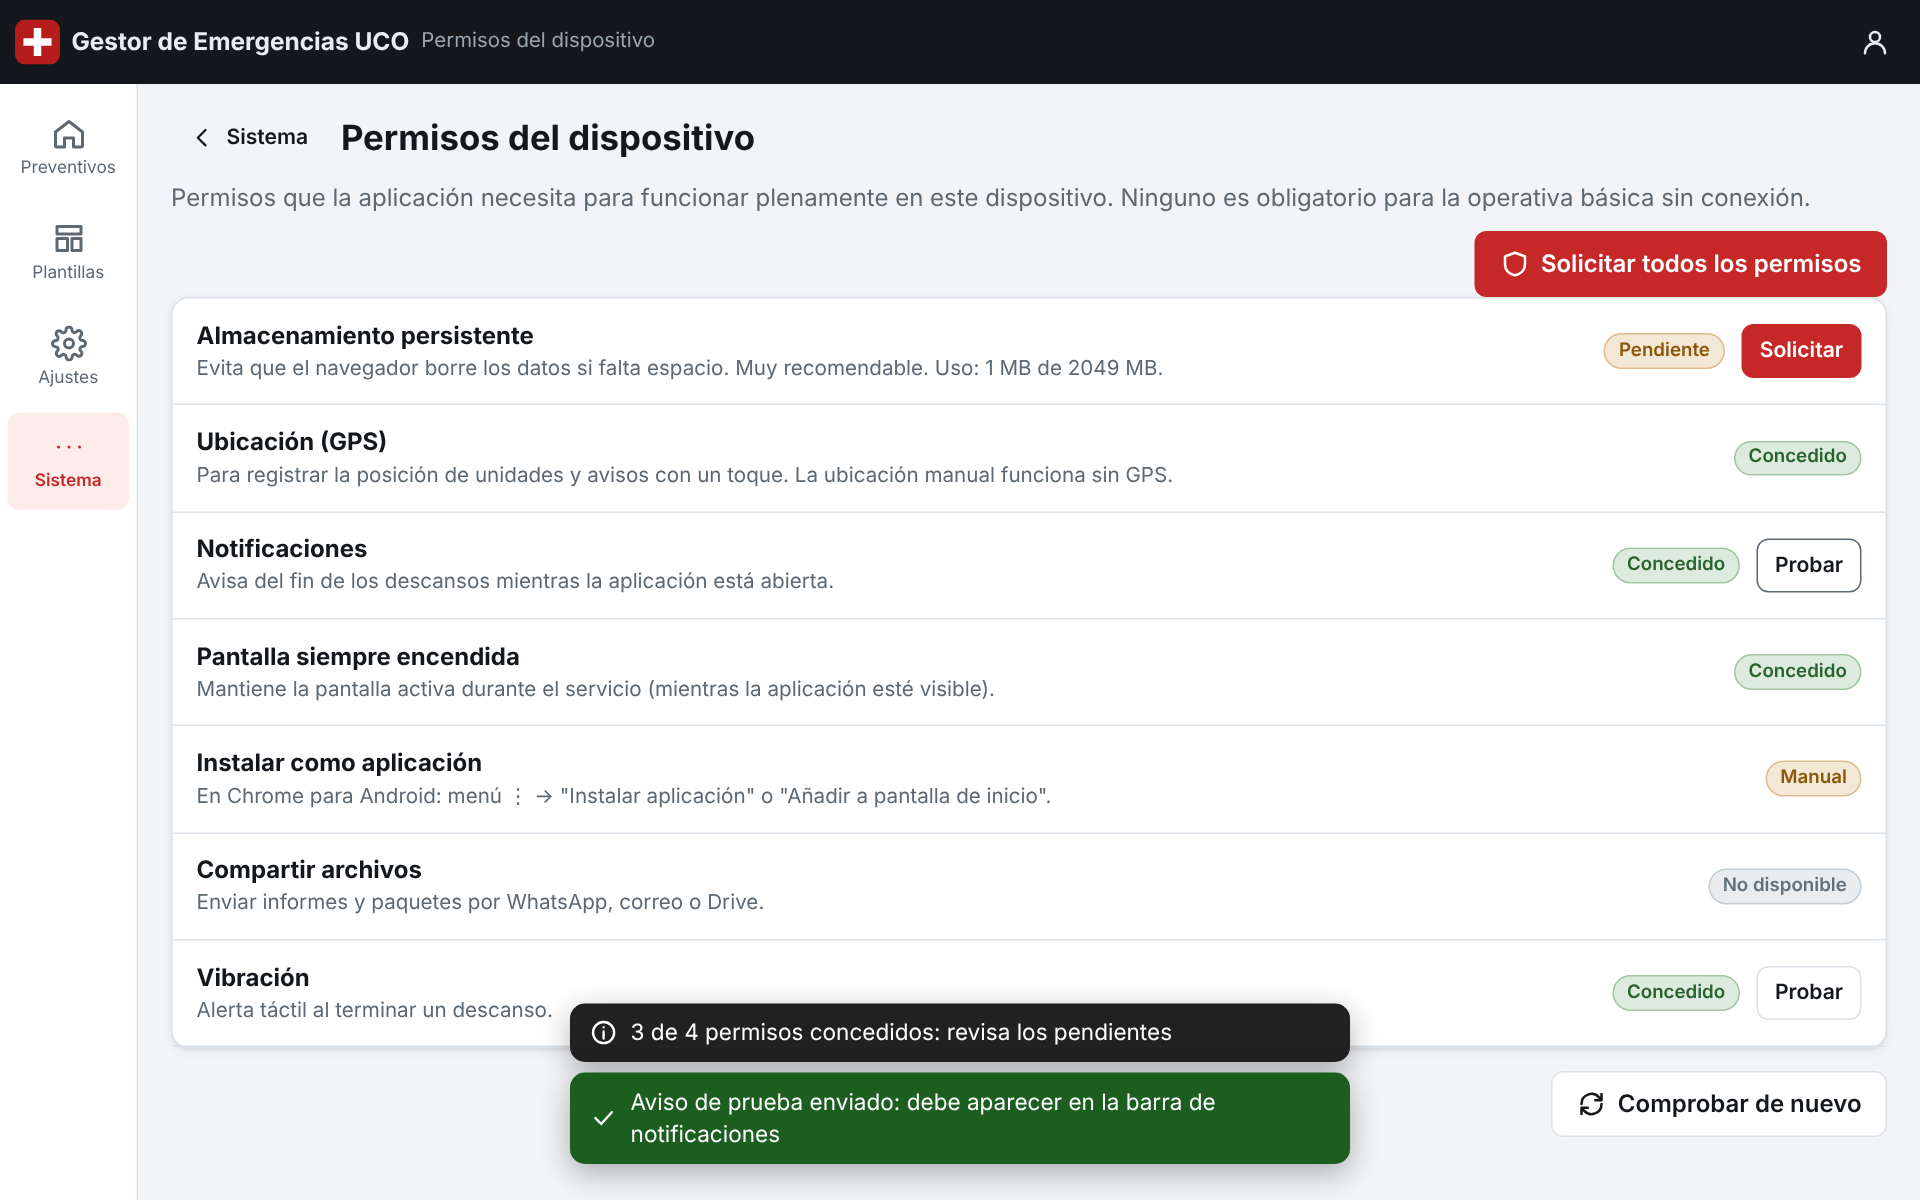 Gestor de Emergencias UCO Permisos del dispositivo
Preventivos
Plantillas
Ajustes
Sistema
Sistema Permisos del dispositivo
Permisos que la aplicación necesita para funcionar plenamente en este dispositivo. Ninguno es obligatorio para la operativa básica sin conexión.
Solicitar todos los permisos
Almacenamiento persistente
Evita que el navegador borre los datos si falta espacio. Muy recomendable. Uso: 1 MB de 2049 MB.
Pendiente Solicitar
Ubicación (GPS)
Para registrar la posición de unidades y avisos con un toque. La ubicación manual funciona sin GPS.
Concedido
Notificaciones
Avisa del fin de los descansos mientras la aplicación está abierta.
Concedido Probar
Pantalla siempre encendida
Mantiene la pantalla activa durante el servicio (mientras la aplicación esté visible).
Concedido
Instalar como aplicación
En Chrome para Android: menú ⋮ → "Instalar aplicación" o "Añadir a pantalla de inicio".
Manual
Compartir archivos
Enviar informes y paquetes por WhatsApp, correo o Drive.
No disponible
Vibración
Alerta táctil al terminar un descanso.
Concedido Probar
3 de 4 permisos concedidos: revisa los pendientes
Aviso de prueba enviado: debe aparecer en la barra de
notificaciones
Comprobar de nuevo